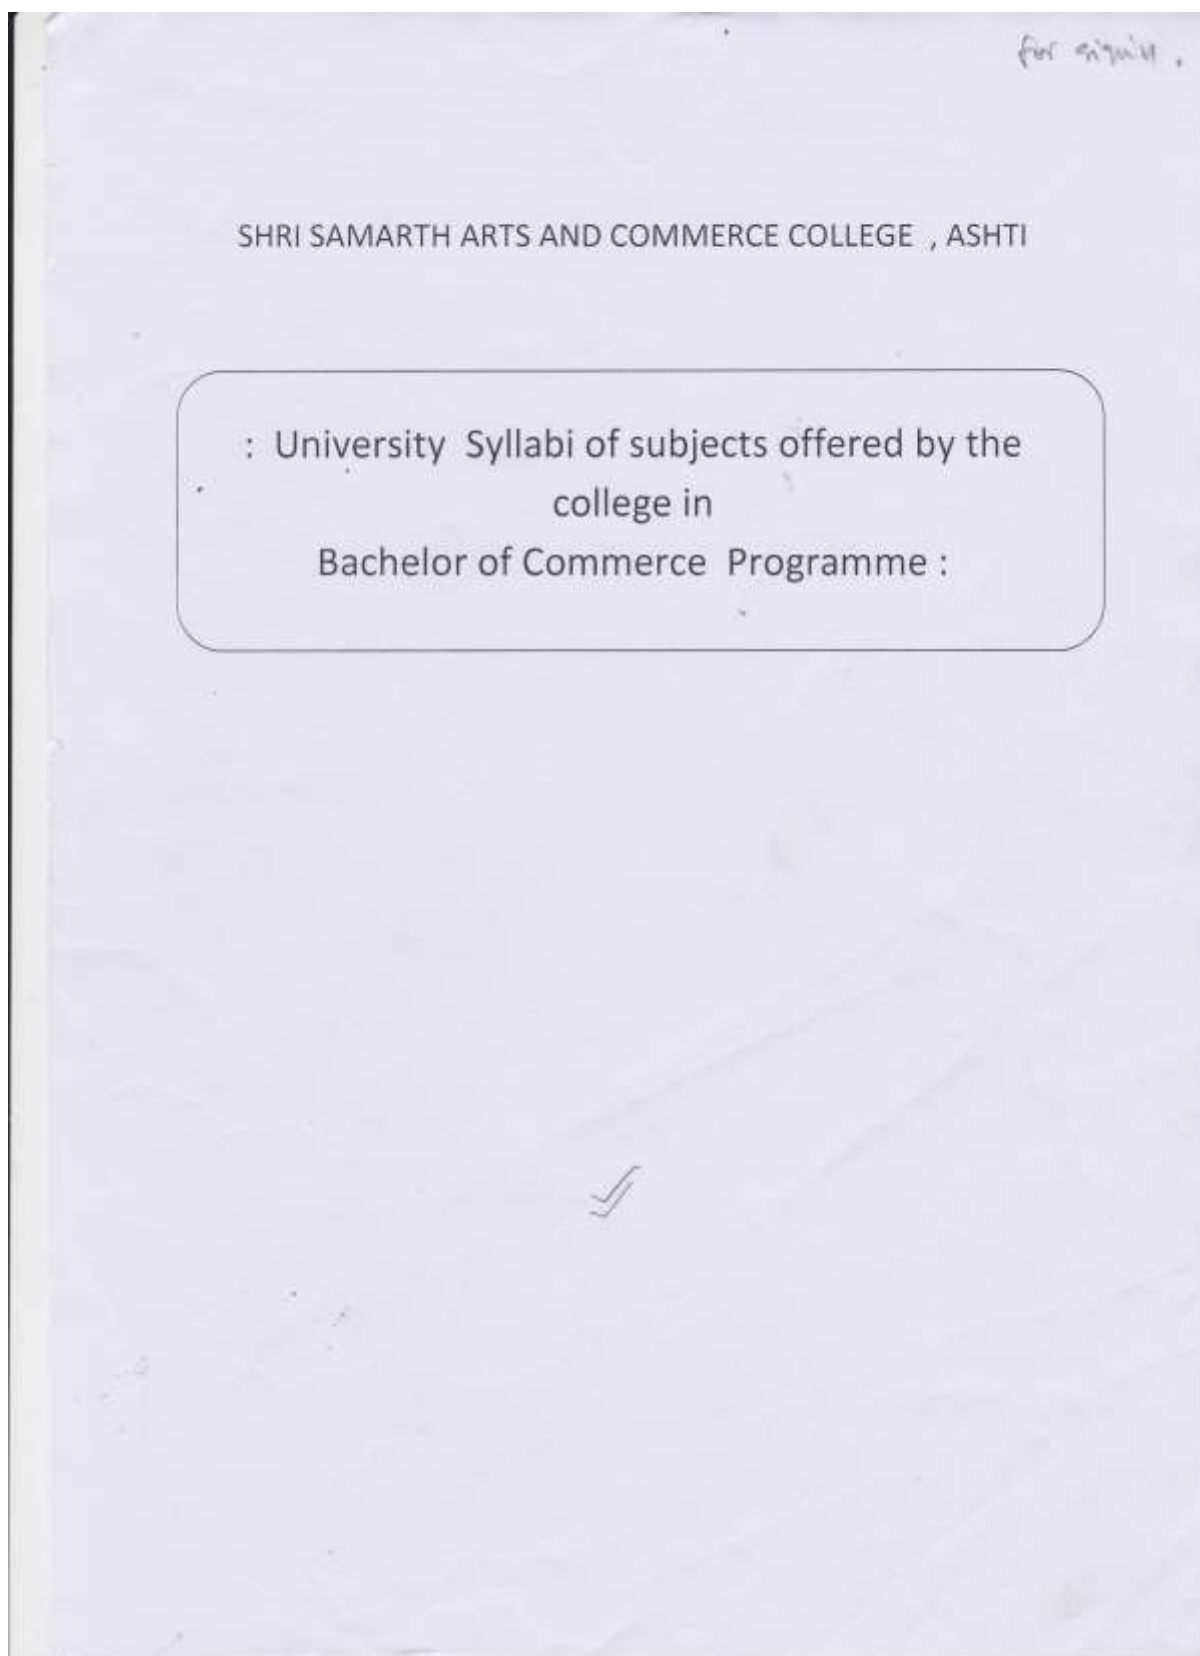 for
SHRI SAMARTH ARTS AND COMMERCE COLLEGE , ASHTI
: University Syllabi of subjects offered by the
college in
Bachelor of Commerce Programme :